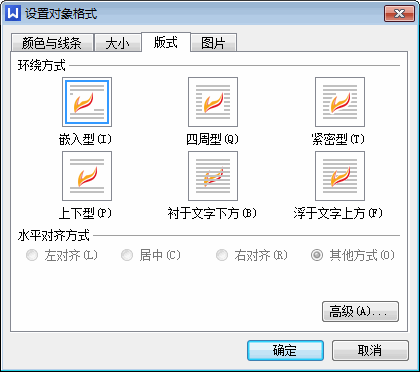 设置对象格式
颜色与线条 大小 版式 图片
环绕方式
嵌入型(I) 四周型(Q) 紧密型(T)
上下型(P) 衬于文字下方(B) 浮于文字上方(F)
水平对齐方式
左对齐(L) 居中(C) 右对齐(R) 其他方式(O)
高级(A)...
确定 取消